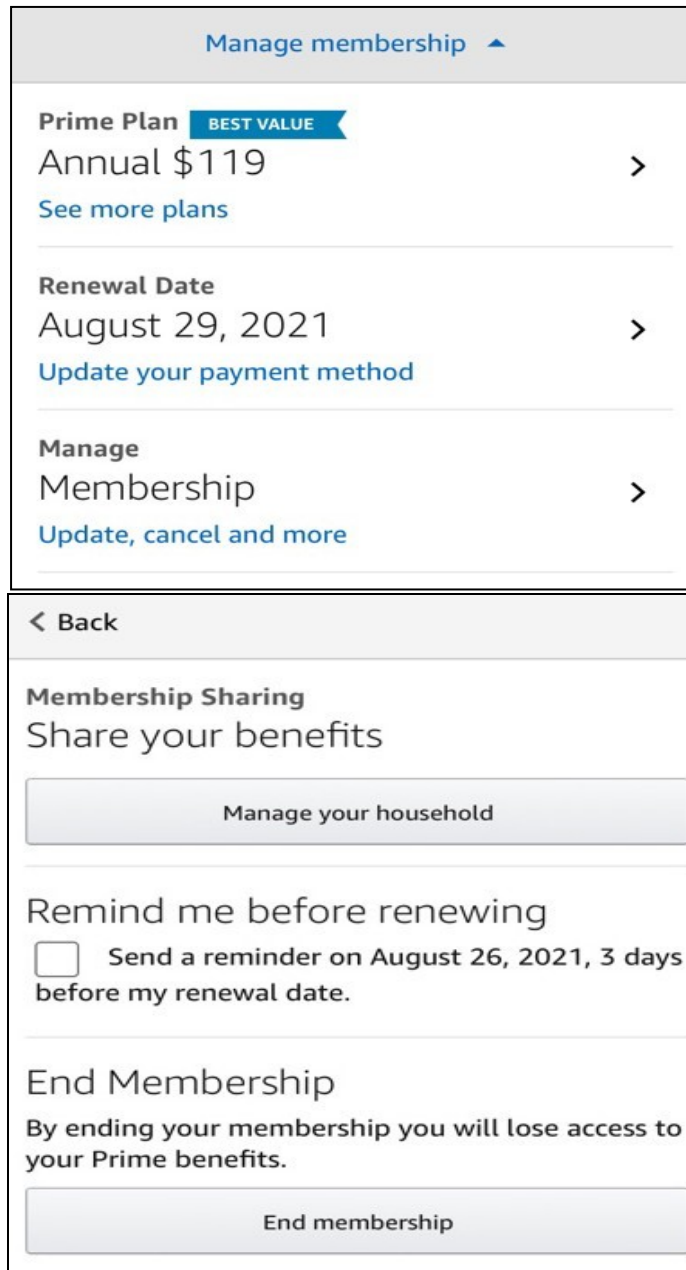 Manage membership
Prime Plan BEST VALUE
Annual $119
See more plans
Renewal Date
August 29, 2021
Update your payment method
Manage
Membership
Update, cancel and more
Back
Membership Sharing
Share your benefits
Manage your household
Remind me before renewing
Send a reminder on August 26, 2021, 3 days
before my renewal date.
End Membership
By ending your membership you will lose access to
your Prime benefits.
End membership